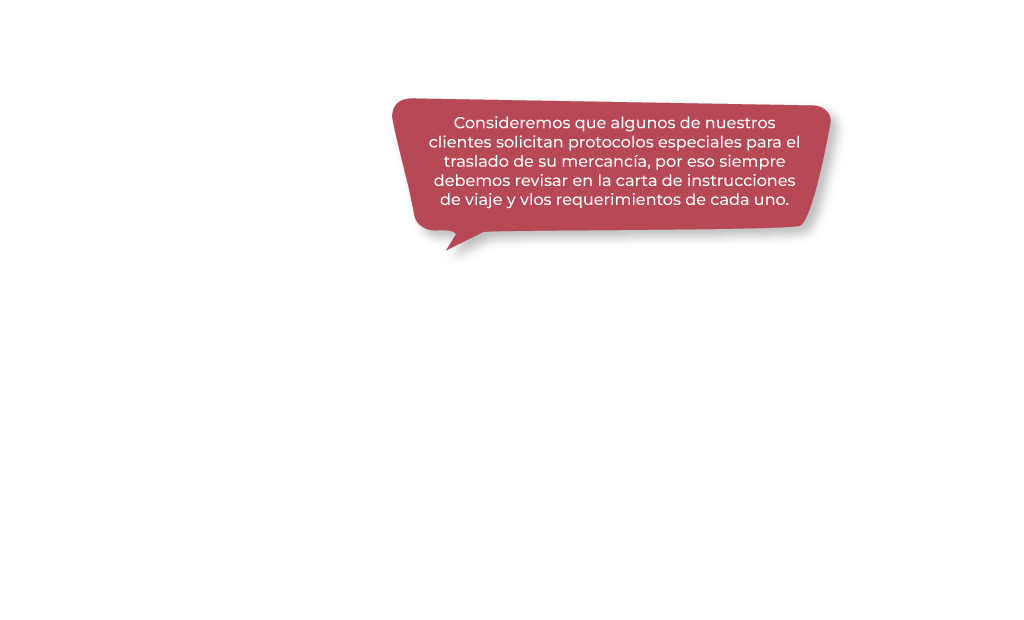 Consideremos que algunos de nuestros
clientes solicitan protocolos especiales para el
traslado de su mercancía, por eso siempre
debemos revisar en la carta de instrucciones
de viaje y vlos requerimientos de cada uno.